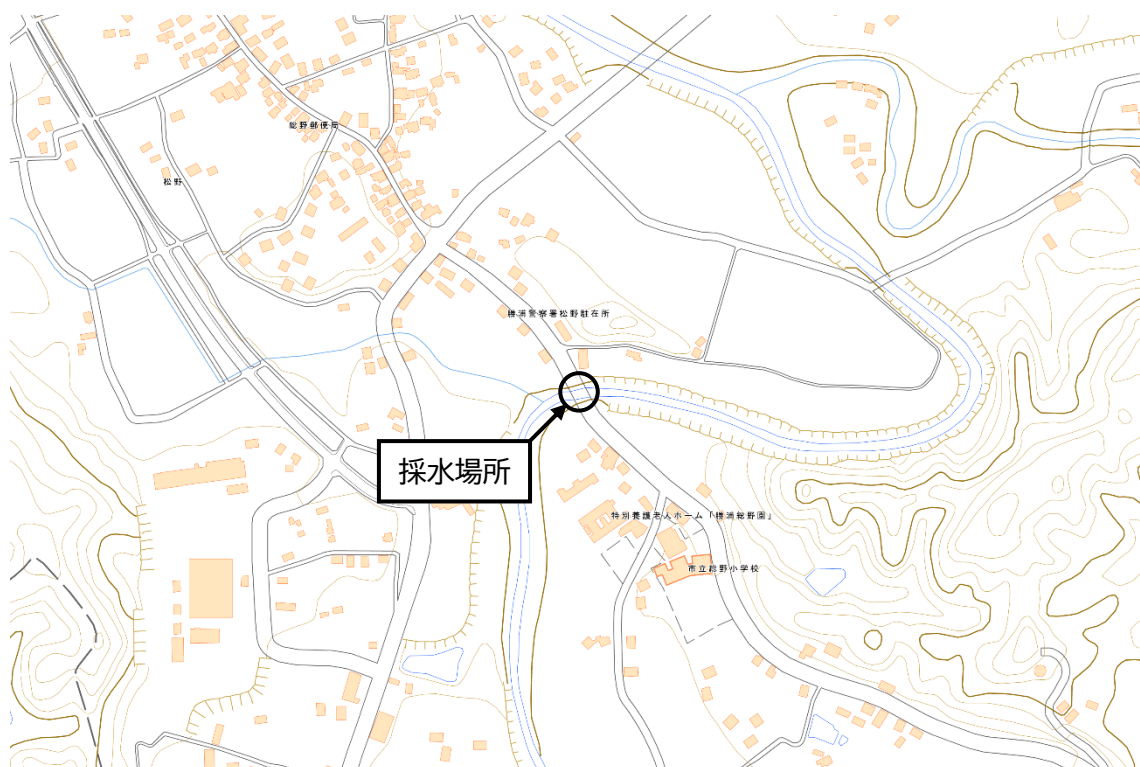 総野郵便局
松野
勝浦警察署松野駐在所
採水場所
特別養護老人ホーム「勝浦総野園」
市立総野小学校